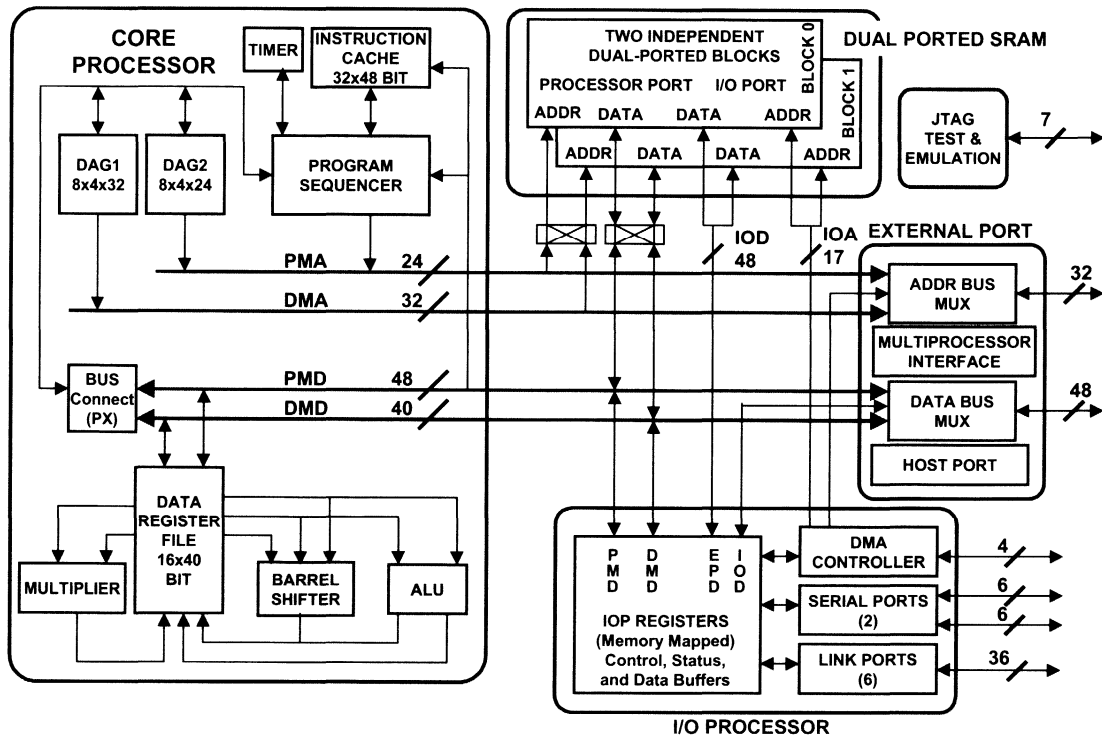 CORE
PROCESSOR
TIMER
INSTRUCTION
CACHE
32x48 BIT
DAG1
8x4x32
DAG2
8x4x24
PROGRAM
SEQUENCER
PMA 24
DMA 32
BUS
Connect
(PX)
PMD 48
DMD 40
DATA
REGISTER
FILE
16x40
BIT
MULTIPLIER
BARREL
SHIFTER
ALU
TWO INDEPENDENT
DUAL-PORTED BLOCKS
PROCESSOR PORT I/O PORT
BLOCK 0
ADDR DATA DATA ADDR
BLOCK 1
ADDR DATA DATA ADDR
DUAL PORTED SRAM
JTAG
TEST &
EMULATION
7
IOD
48
IOA
17
EXTERNAL PORT
ADDR BUS
MUX
32
MULTIPROCESSOR
INTERFACE
DATA BUS
MUX
48
HOST PORT
PMD
DMD
EPD
IOD
IOP REGISTERS
(Memory Mapped)
Control, Status,
and Data Buffers
DMA
CONTROLLER
4
SERIAL PORTS
(2)
6
6
LINK PORTS
(6)
36
I/O PROCESSOR